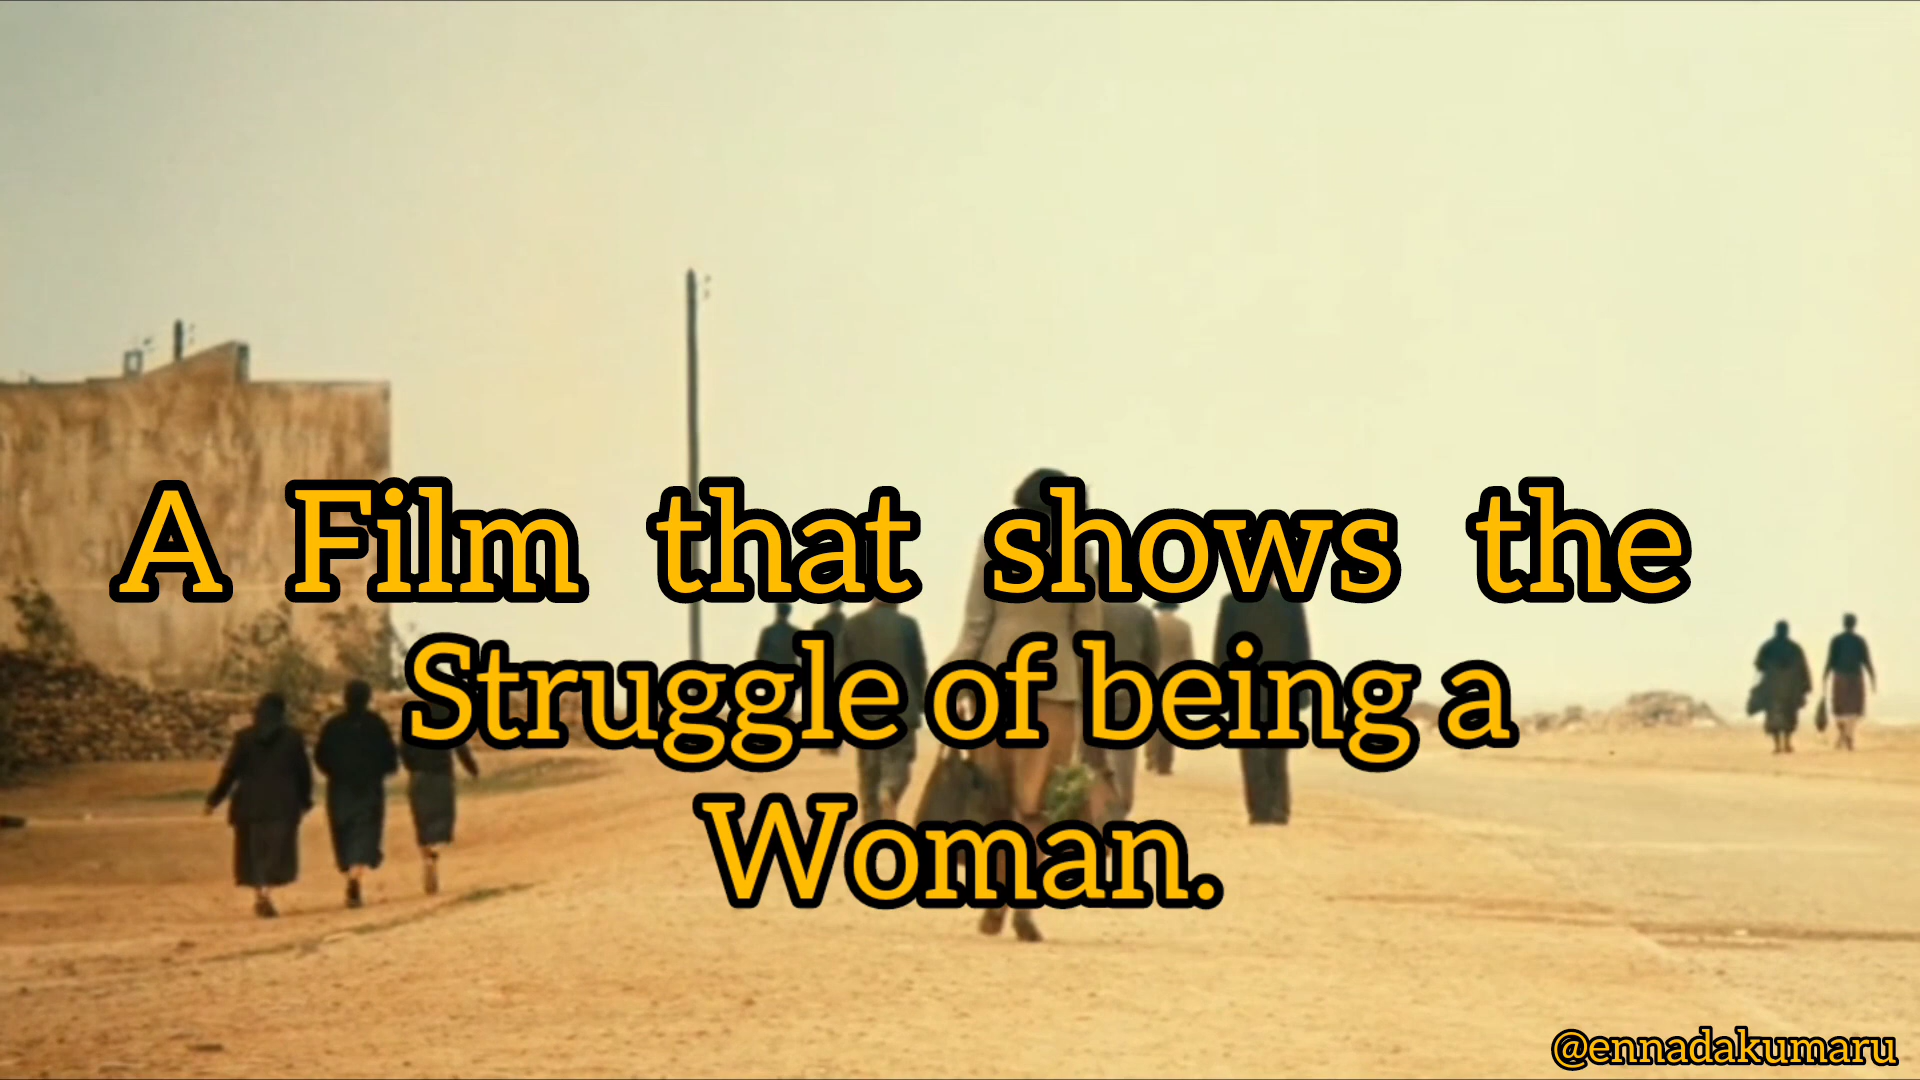 A Film that shows the
Struggle of being a
Woman.
@ennadakumaru